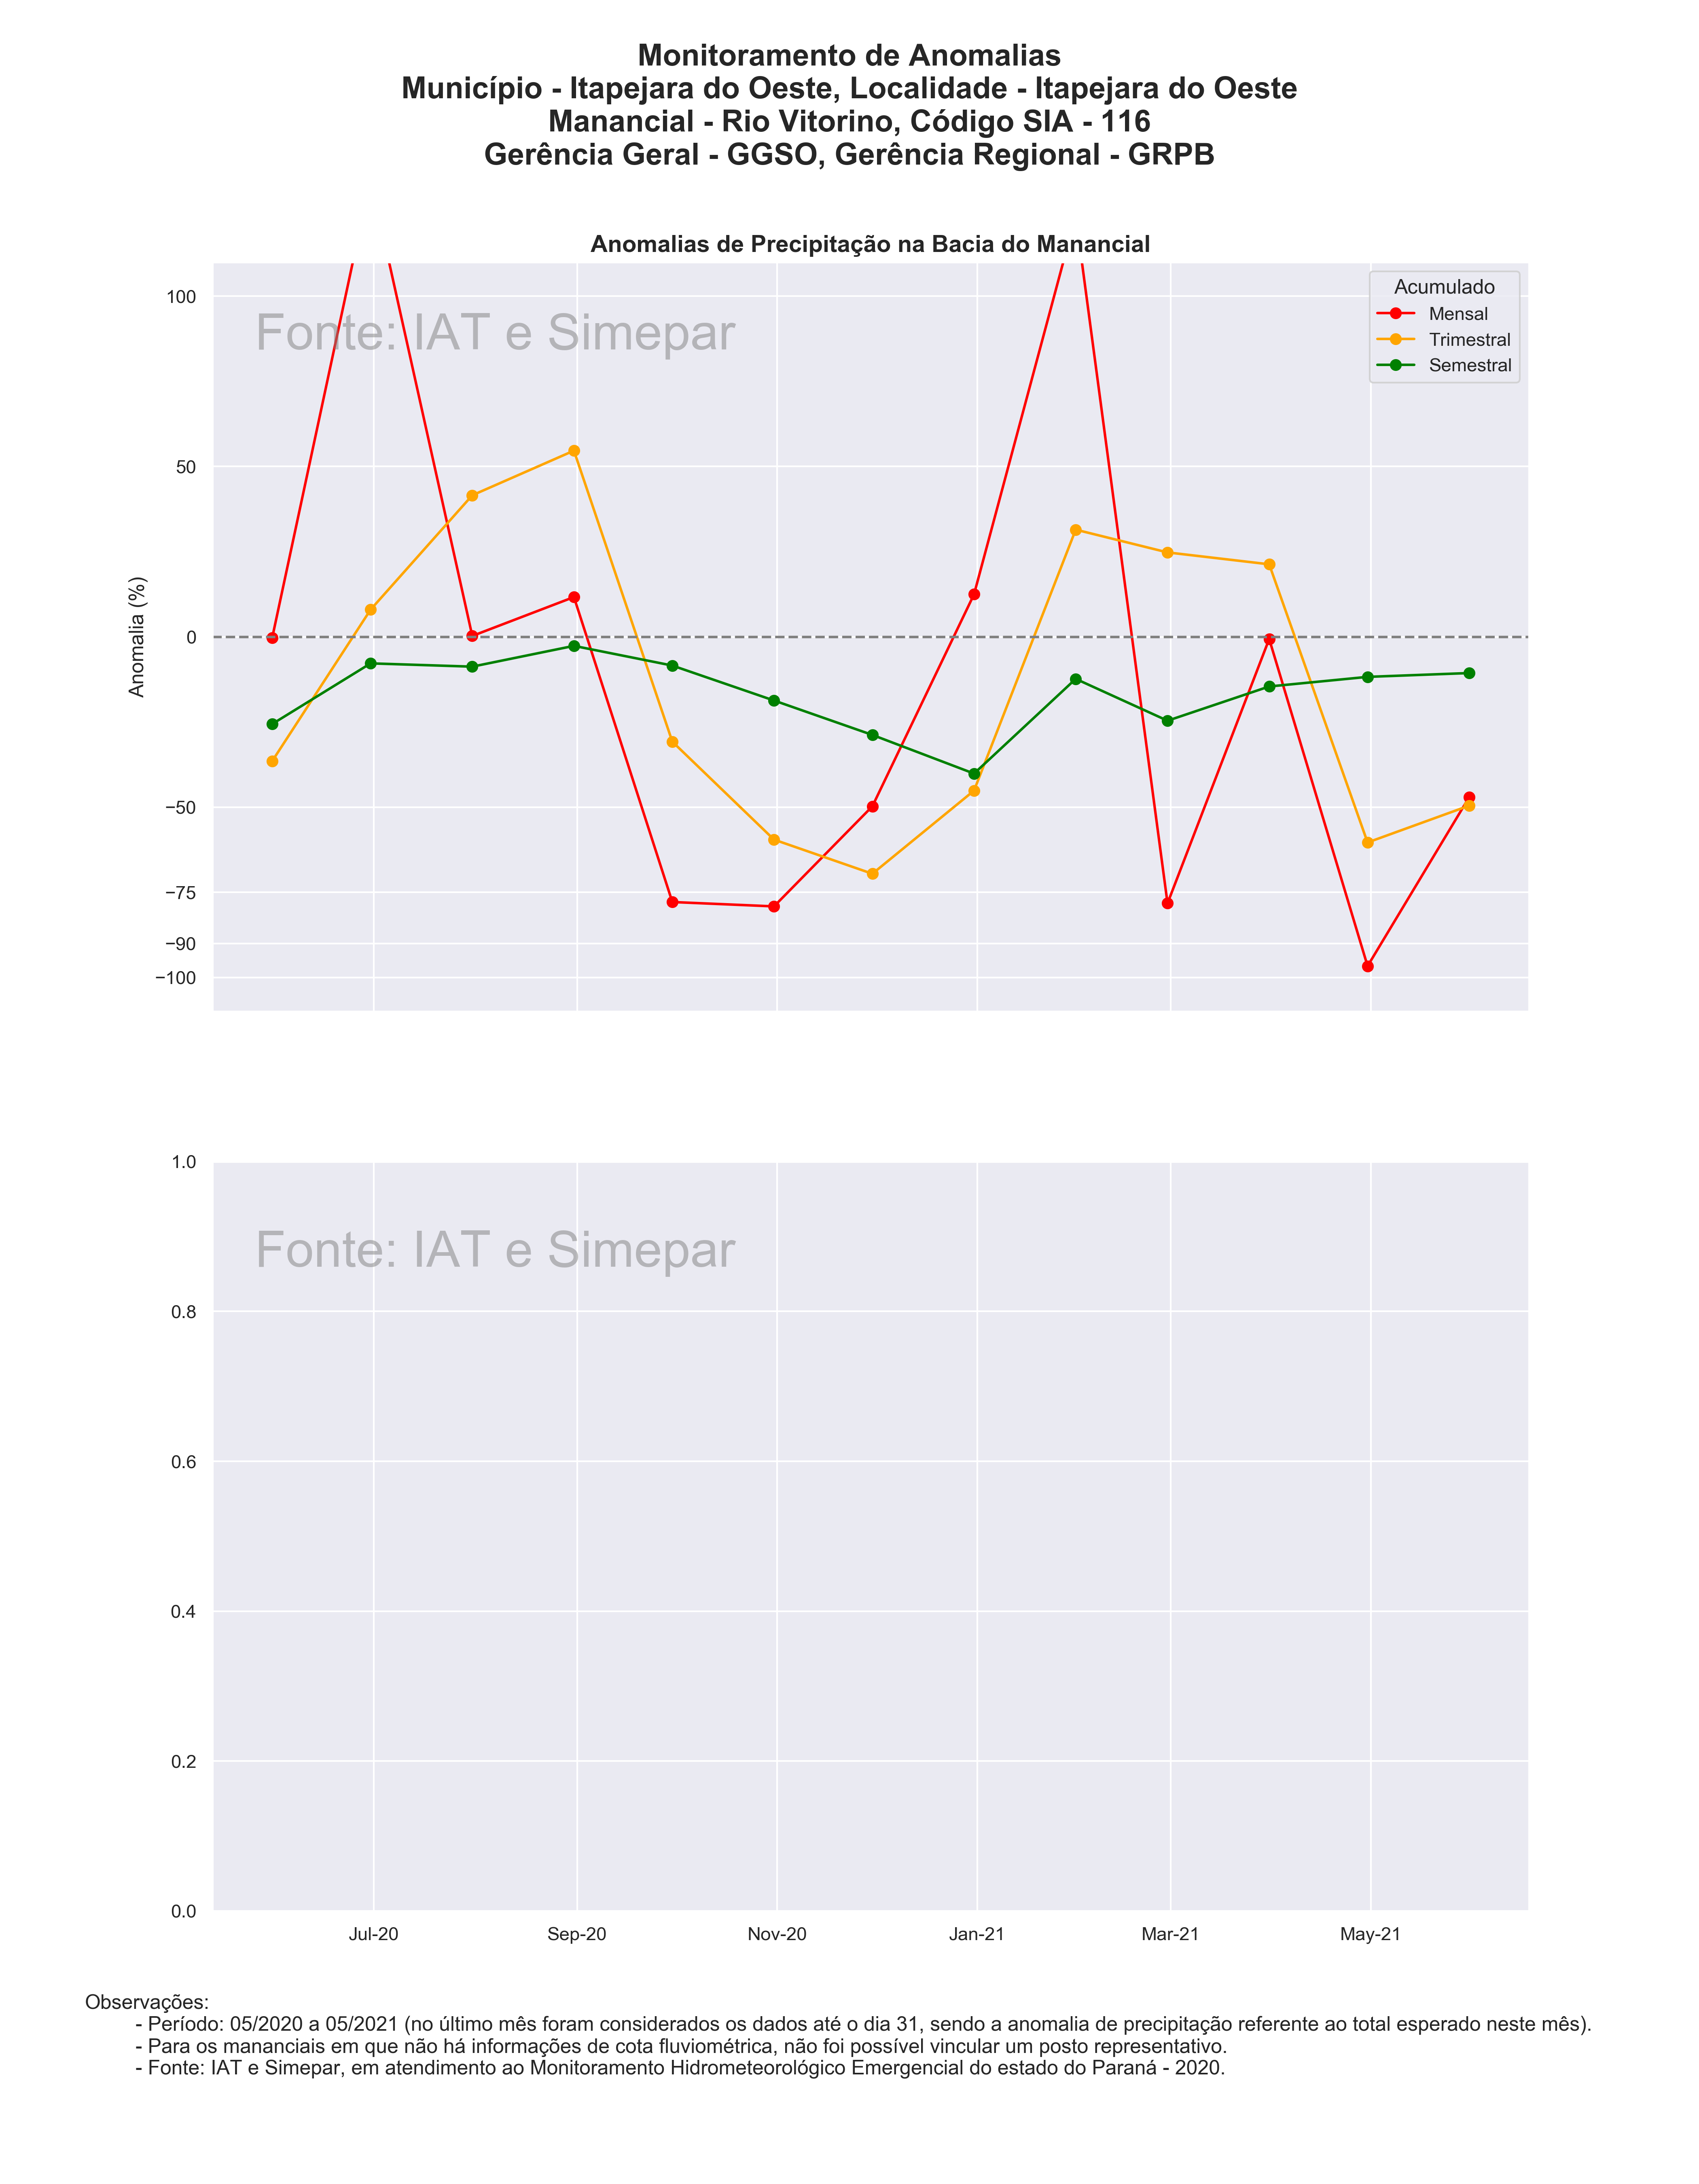 Monitoramento de Anomalias
Município - Itapejara do Oeste, Localidade - Itapejara do Oeste
Manancial - Rio Vitorino, Código SIA - 116
Gerência Geral - GGSO, Gerência Regional - GRPB
Anomalias de Precipitação na Bacia do Manancial
Fonte: IAT e Simepar
Acumulado
Mensal
Trimestral
Semestral
Anomalia (%)
100
50
0
−50
−75
−90
−100
Fonte: IAT e Simepar
1.0
0.8
0.6
0.4
0.2
0.0
Jul-20
Sep-20
Nov-20
Jan-21
Mar-21
May-21
Observações:
- Período: 05/2020 a 05/2021 (no último mês foram considerados os dados até o dia 31, sendo a anomalia de precipitação referente ao total esperado neste mês).
- Para os mananciais em que não há informações de cota fluviométrica, não foi possível vincular um posto representativo.
- Fonte: IAT e Simepar, em atendimento ao Monitoramento Hidrometeorológico Emergencial do estado do Paraná - 2020.